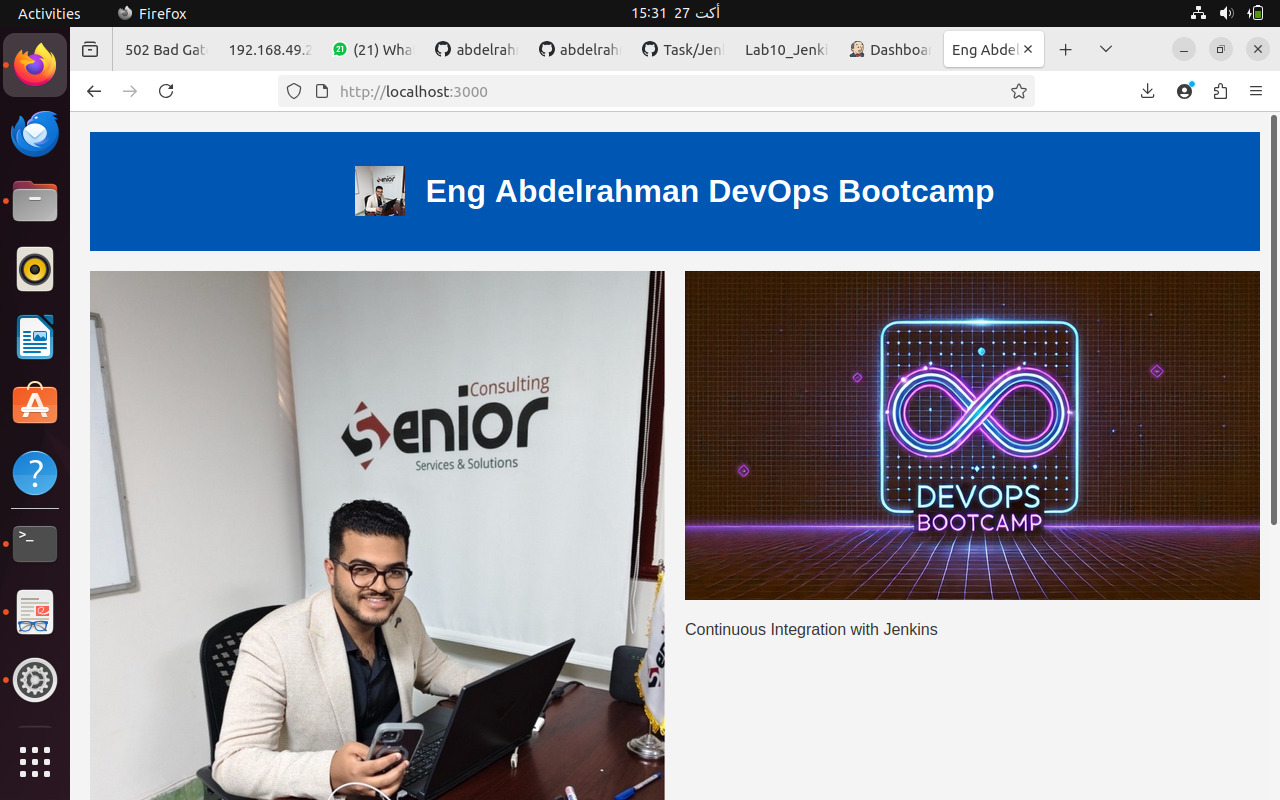 Activities
Firefox
أكت 27 15:31
502 Bad Gat
192.168.49.2
(21) Wha
abdelrah
abdelrah
Task/Jen
Lab10_Jenki
Dashboar
Eng Abdel
http://localhost:3000
Eng Abdelrahman DevOps Bootcamp
Consulting
Senior
Services & Solutions
DEVOPS
BOOTCAMP
Continuous Integration with Jenkins